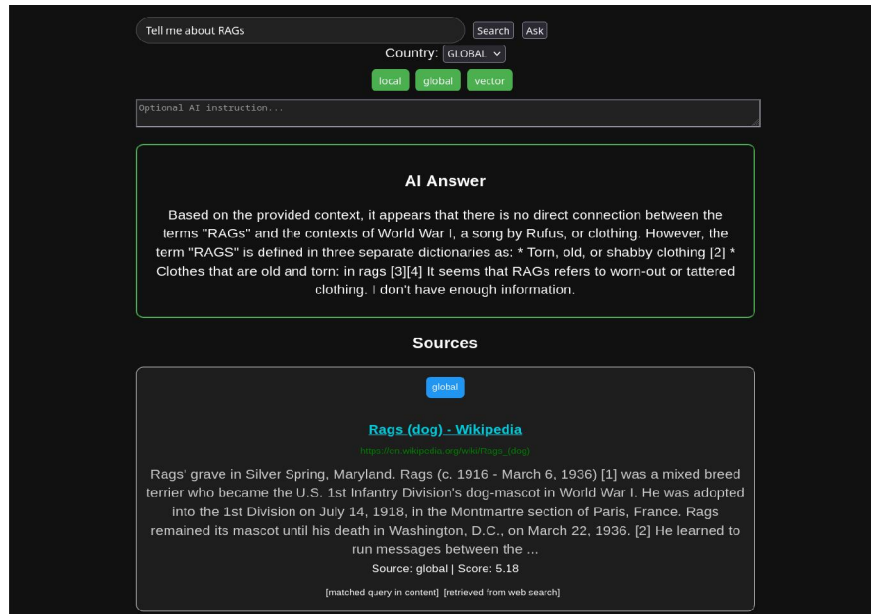 Tell me about RAGs
Search
Ask
Country: GLOBAL
local
global
vector
Optional AI instruction...
AI Answer
Based on the provided context, it appears that there is no direct connection between the
terms "RAGs" and the contexts of World War I, a song by Rufus, or clothing. However, the
term "RAGS" is defined in three separate dictionaries as: * Torn, old, or shabby clothing [2] *
Clothes that are old and torn: in rags [3][4] It seems that RAGs refers to worn-out or tattered
clothing. I don't have enough information.
Sources
global
Rags (dog) - Wikipedia
https://en.wikipedia.org/wiki/Rags_(dog)
Rags' grave in Silver Spring, Maryland. Rags (c. 1916 - March 6, 1936) [1] was a mixed breed
terrier who became the U.S. 1st Infantry Division's dog-mascot in World War I. He was adopted
into the 1st Division on July 14, 1918, in the Montmartre section of Paris, France. Rags
remained its mascot until his death in Washington, D.C., on March 22, 1936. [2] He learned to
run messages between the ...
Source: global | Score: 5.18
[matched query in content] [retrieved from web search]